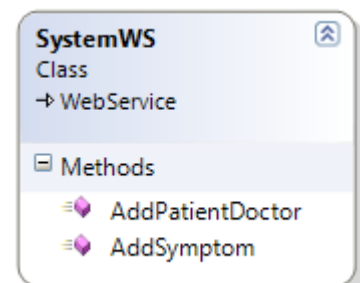 SystemWS
Class
WebService
Methods
AddPatientDoctor
AddSymptom